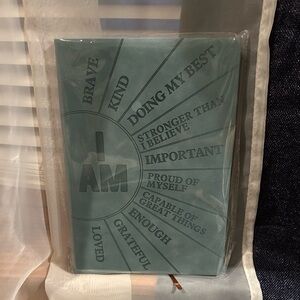 BRAVE
KIND
DOING MY BEST
STRONGER THAN
I BELIEVE
I
AM
IMPORTANT
PROUD OF
MYSELF
CAPABLE OF
GREAT THINGS
ENOUGH
GRATEFUL
LOVED